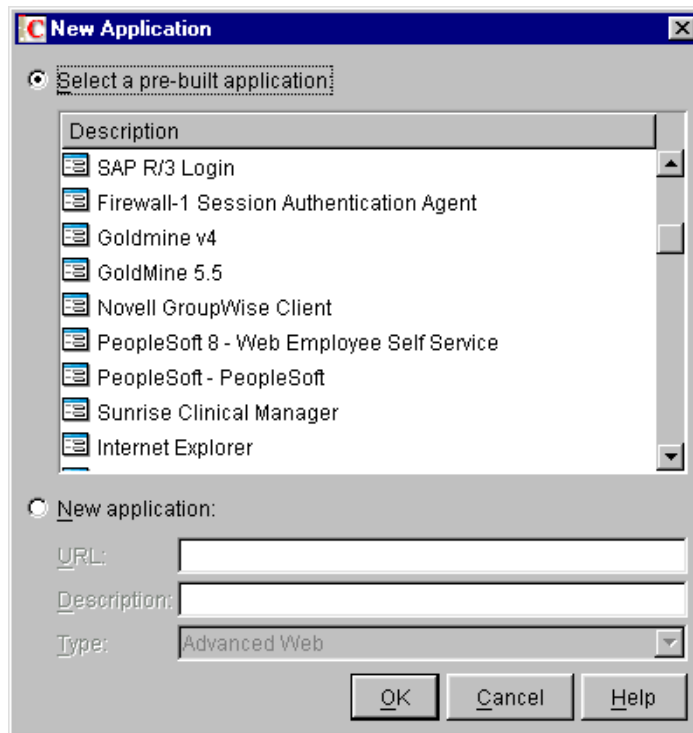 C New Application
Select a pre-built application:
Description
SAP R/3 Login
Firewall-1 Session Authentication Agent
Goldmine v4
GoldMine 5.5
Novell GroupWise Client
PeopleSoft 8 - Web Employee Self Service
PeopleSoft - PeopleSoft
Sunrise Clinical Manager
Internet Explorer
New application:
URL:
Description:
Type: Advanced Web
OK Cancel Help